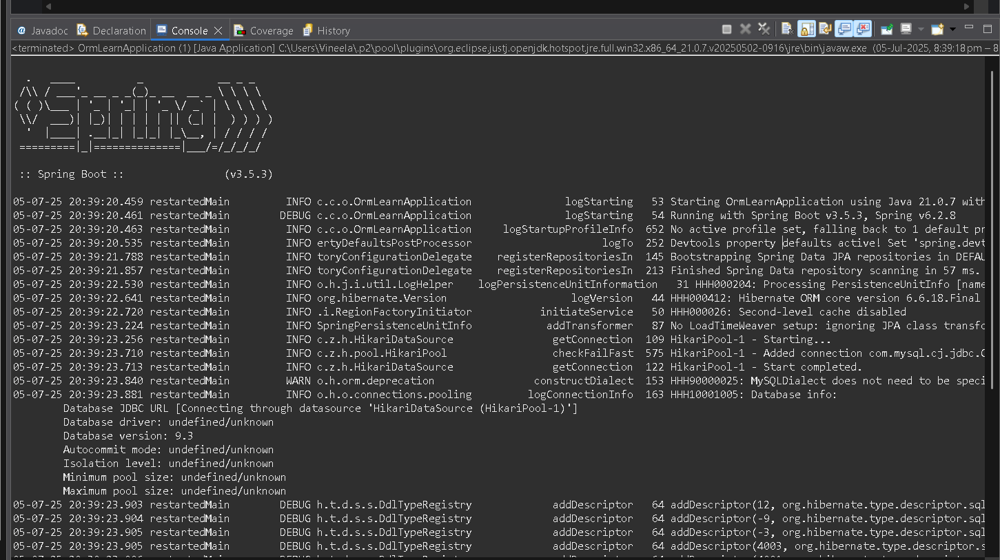 @ Javadoc Declaration Console Coverage History
<terminated> OrmLearnApplication (1) [Java Application] C:\Users\Vineela\.p2\pool\plugins\org.eclipse.justj.openjdk.hotspot.jre.full.win32.x86_64_21.0.7.v20250502-0916\jre\bin\javaw.exe (05-Jul-2025, 8:39:18 pm – 8
  .   ____          _            __ _ _
 /\\ / ___'_ __ _ _(_)_ __  __ _ \ \ \ \
( ( )\___ | '_ | '_| | '_ \/ _` | \ \ \ \
 \\/  ___)| |_)| | | | | || (_| |  ) ) ) )
  '  |____| .__|_| |_|_| |_\__, | / / / /
 =========|_|==============|___/=/_/_/_/
:: Spring Boot :: (v3.5.3)
05-07-25 20:39:20.459 restartedMain INFO c.c.o.OrmLearnApplication logStarting 53 Starting OrmLearnApplication using Java 21.0.7 with
05-07-25 20:39:20.461 restartedMain DEBUG c.c.o.OrmLearnApplication logStarting 54 Running with Spring Boot v3.5.3, Spring v6.2.8
05-07-25 20:39:20.463 restartedMain INFO c.c.o.OrmLearnApplication logStartupProfileInfo 652 No active profile set, falling back to 1 default pr
05-07-25 20:39:20.535 restartedMain INFO ertyDefaultsPostProcessor logTo 252 Devtools property defaults active! Set 'spring.devt
05-07-25 20:39:21.788 restartedMain INFO toryConfigurationDelegate registerRepositoriesIn 145 Bootstrapping Spring Data JPA repositories in DEFAU
05-07-25 20:39:21.857 restartedMain INFO toryConfigurationDelegate registerRepositoriesIn 213 Finished Spring Data repository scanning in 57 ms.
05-07-25 20:39:22.530 restartedMain INFO o.h.j.i.util.LogHelper logPersistenceUnitInformation 31 HHH000204: Processing PersistenceUnitInfo [name
05-07-25 20:39:22.641 restartedMain INFO org.hibernate.Version logVersion 44 HHH000412: Hibernate ORM core version 6.6.18.Final
05-07-25 20:39:22.720 restartedMain INFO .i.RegionFactoryInitiator initiateService 50 HHH000026: Second-level cache disabled
05-07-25 20:39:23.224 restartedMain INFO SpringPersistenceUnitInfo addTransformer 87 No LoadTimeWeaver setup: ignoring JPA class transfo
05-07-25 20:39:23.256 restartedMain INFO c.z.h.HikariDataSource getConnection 109 HikariPool-1 - Starting...
05-07-25 20:39:23.710 restartedMain INFO c.z.h.pool.HikariPool checkFailFast 575 HikariPool-1 - Added connection com.mysql.cj.jdbc.C
05-07-25 20:39:23.713 restartedMain INFO c.z.h.HikariDataSource getConnection 122 HikariPool-1 - Start completed.
05-07-25 20:39:23.840 restartedMain WARN o.h.orm.deprecation constructDialect 153 HHH90000025: MySQLDialect does not need to be speci
05-07-25 20:39:23.881 restartedMain INFO o.h.o.connections.pooling logConnectionInfo 163 HHH10001005: Database info:
Database JDBC URL [Connecting through datasource 'HikariDataSource (HikariPool-1)']
Database driver: undefined/unknown
Database version: 9.3
Autocommit mode: undefined/unknown
Isolation level: undefined/unknown
Minimum pool size: undefined/unknown
Maximum pool size: undefined/unknown
05-07-25 20:39:23.903 restartedMain DEBUG h.t.d.s.s.DdlTypeRegistry addDescriptor 64 addDescriptor(12, org.hibernate.type.descriptor.sql
05-07-25 20:39:23.904 restartedMain DEBUG h.t.d.s.s.DdlTypeRegistry addDescriptor 64 addDescriptor(-9, org.hibernate.type.descriptor.sql
05-07-25 20:39:23.905 restartedMain DEBUG h.t.d.s.s.DdlTypeRegistry addDescriptor 64 addDescriptor(-3, org.hibernate.type.descriptor.sql
05-07-25 20:39:23.905 restartedMain DEBUG h.t.d.s.s.DdlTypeRegistry addDescriptor 64 addDescriptor(4003, org.hibernate.type.descriptor.s